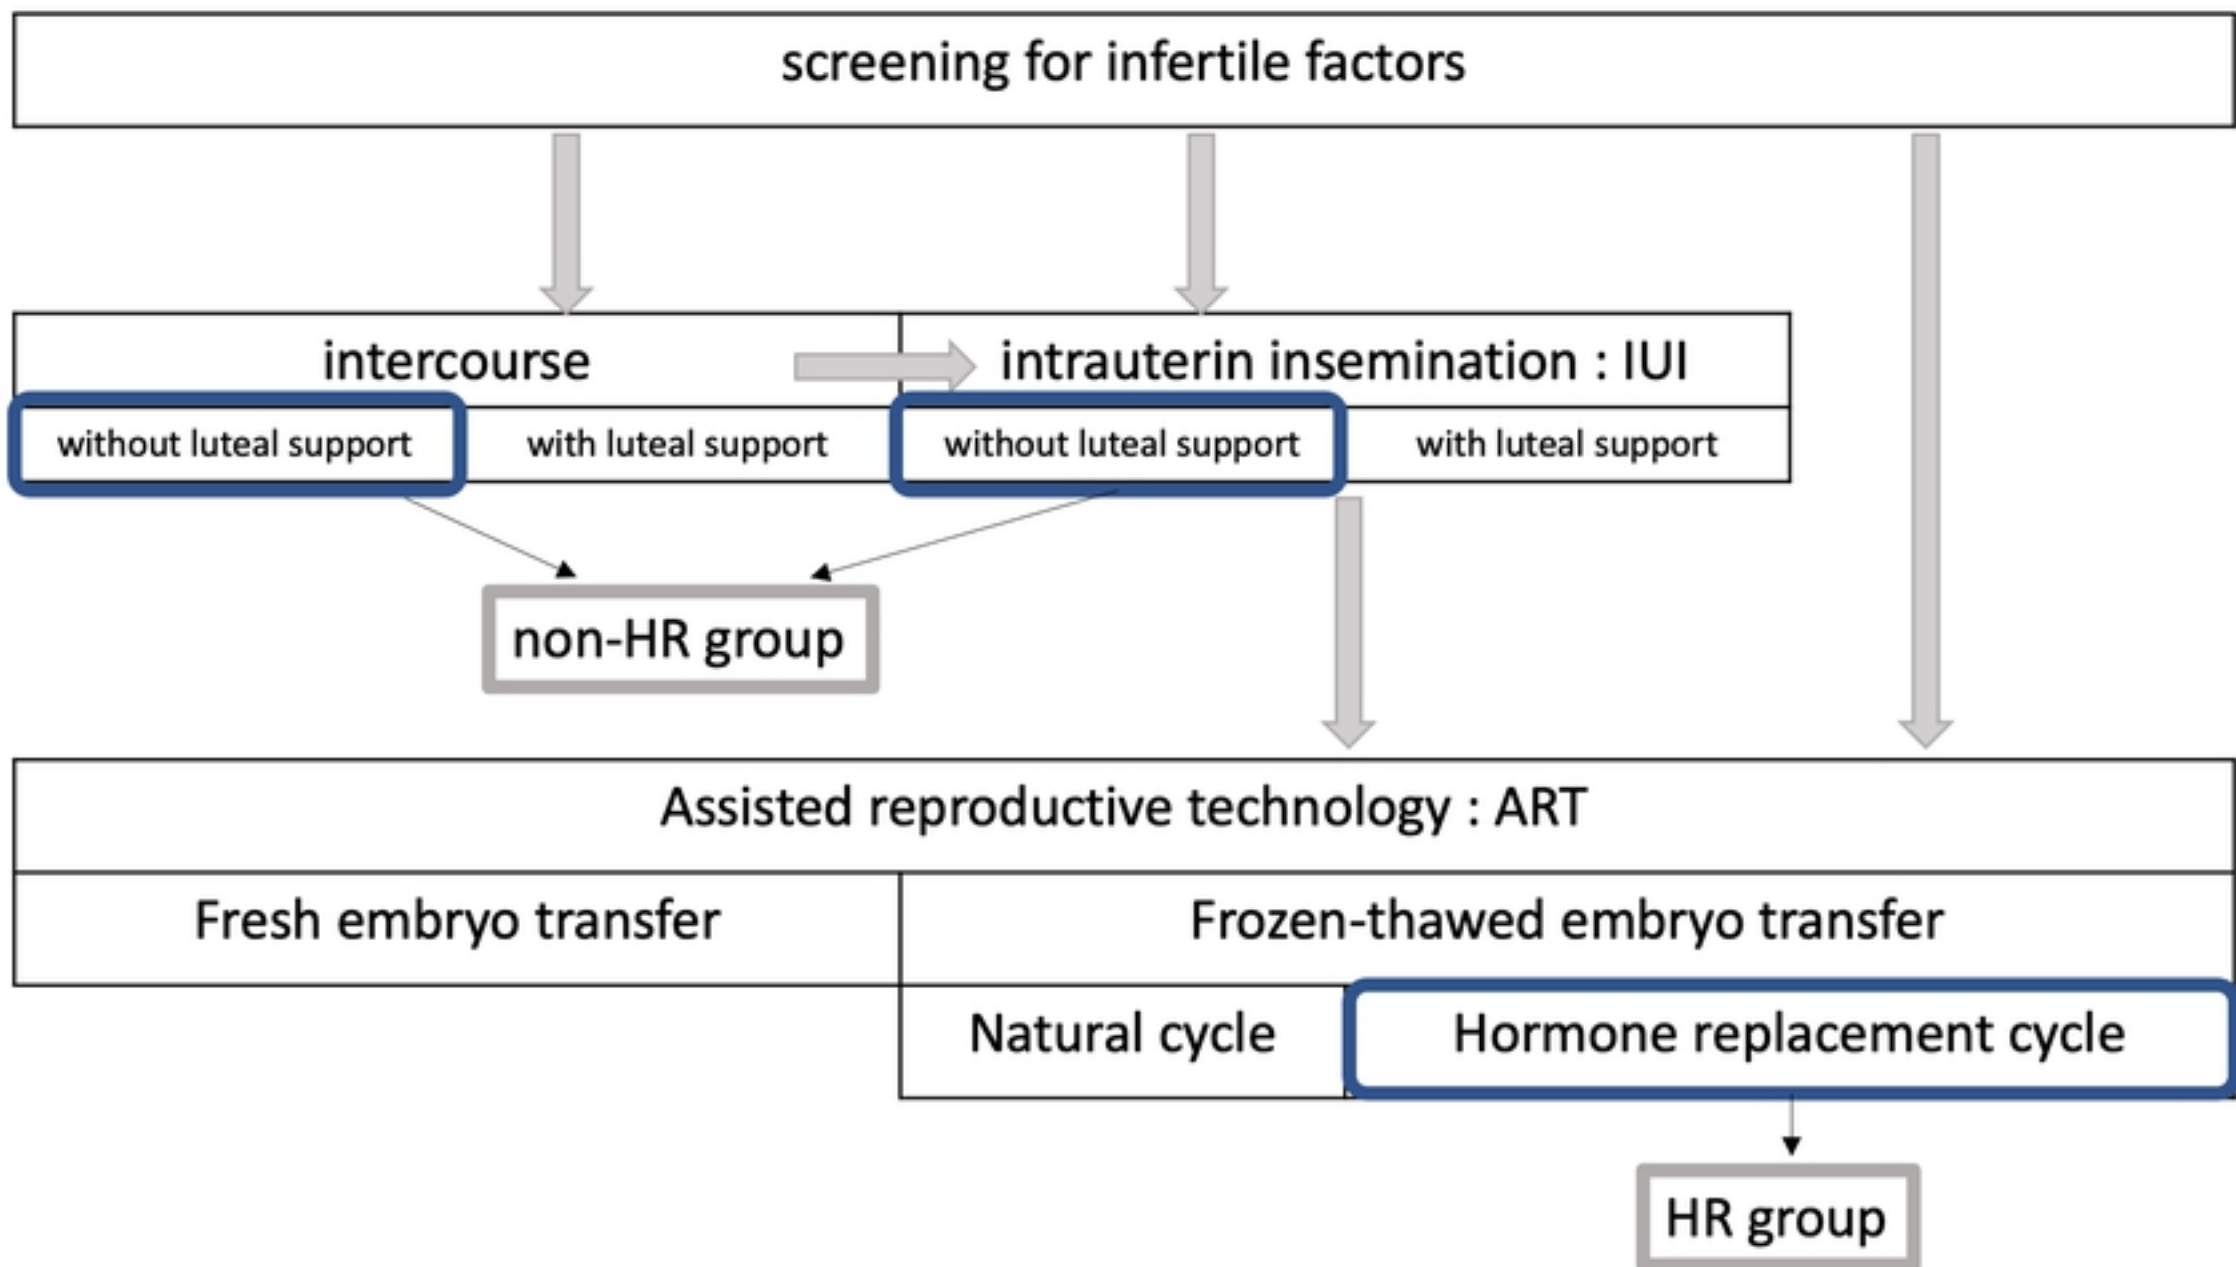 screening for infertile factors
intercourse
intrauterin insemination : IUI
without luteal support
with luteal support
without luteal support
with luteal support
non-HR group
Assisted reproductive technology : ART
Fresh embryo transfer
Frozen-thawed embryo transfer
Natural cycle
Hormone replacement cycle
HR group